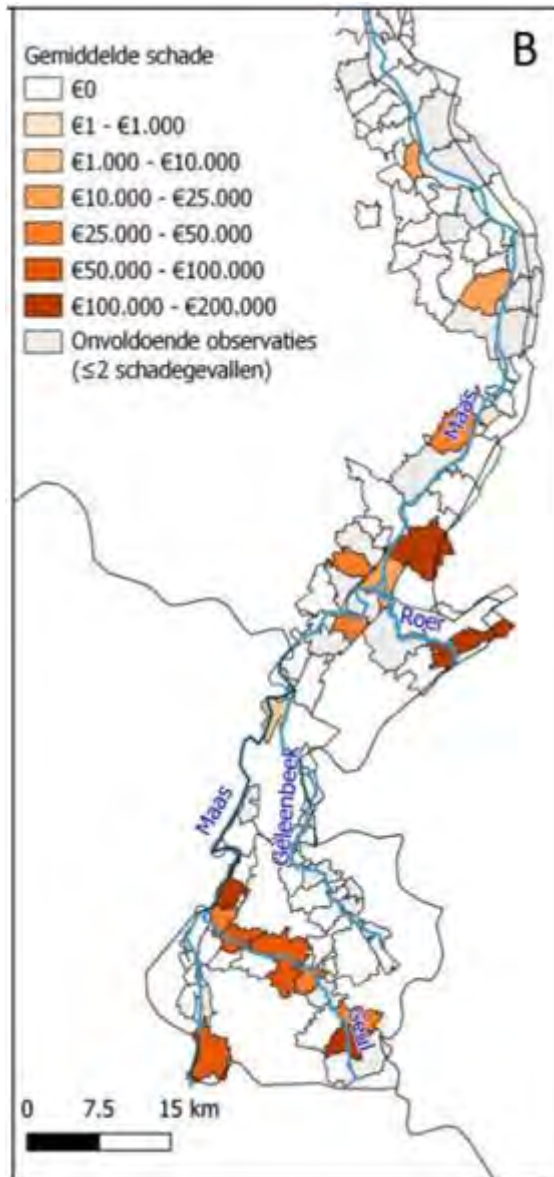 B
Gemiddelde schade
€0
€1 - €1.000
€1.000 - €10.000
€10.000 - €25.000
€25.000 - €50.000
€50.000 - €100.000
€100.000 - €200.000
Onvoldoende observaties
(≤2 schadegevallen)
Maas
Roer
Maas
Geleenbeek
Geul
0 7.5 15 km